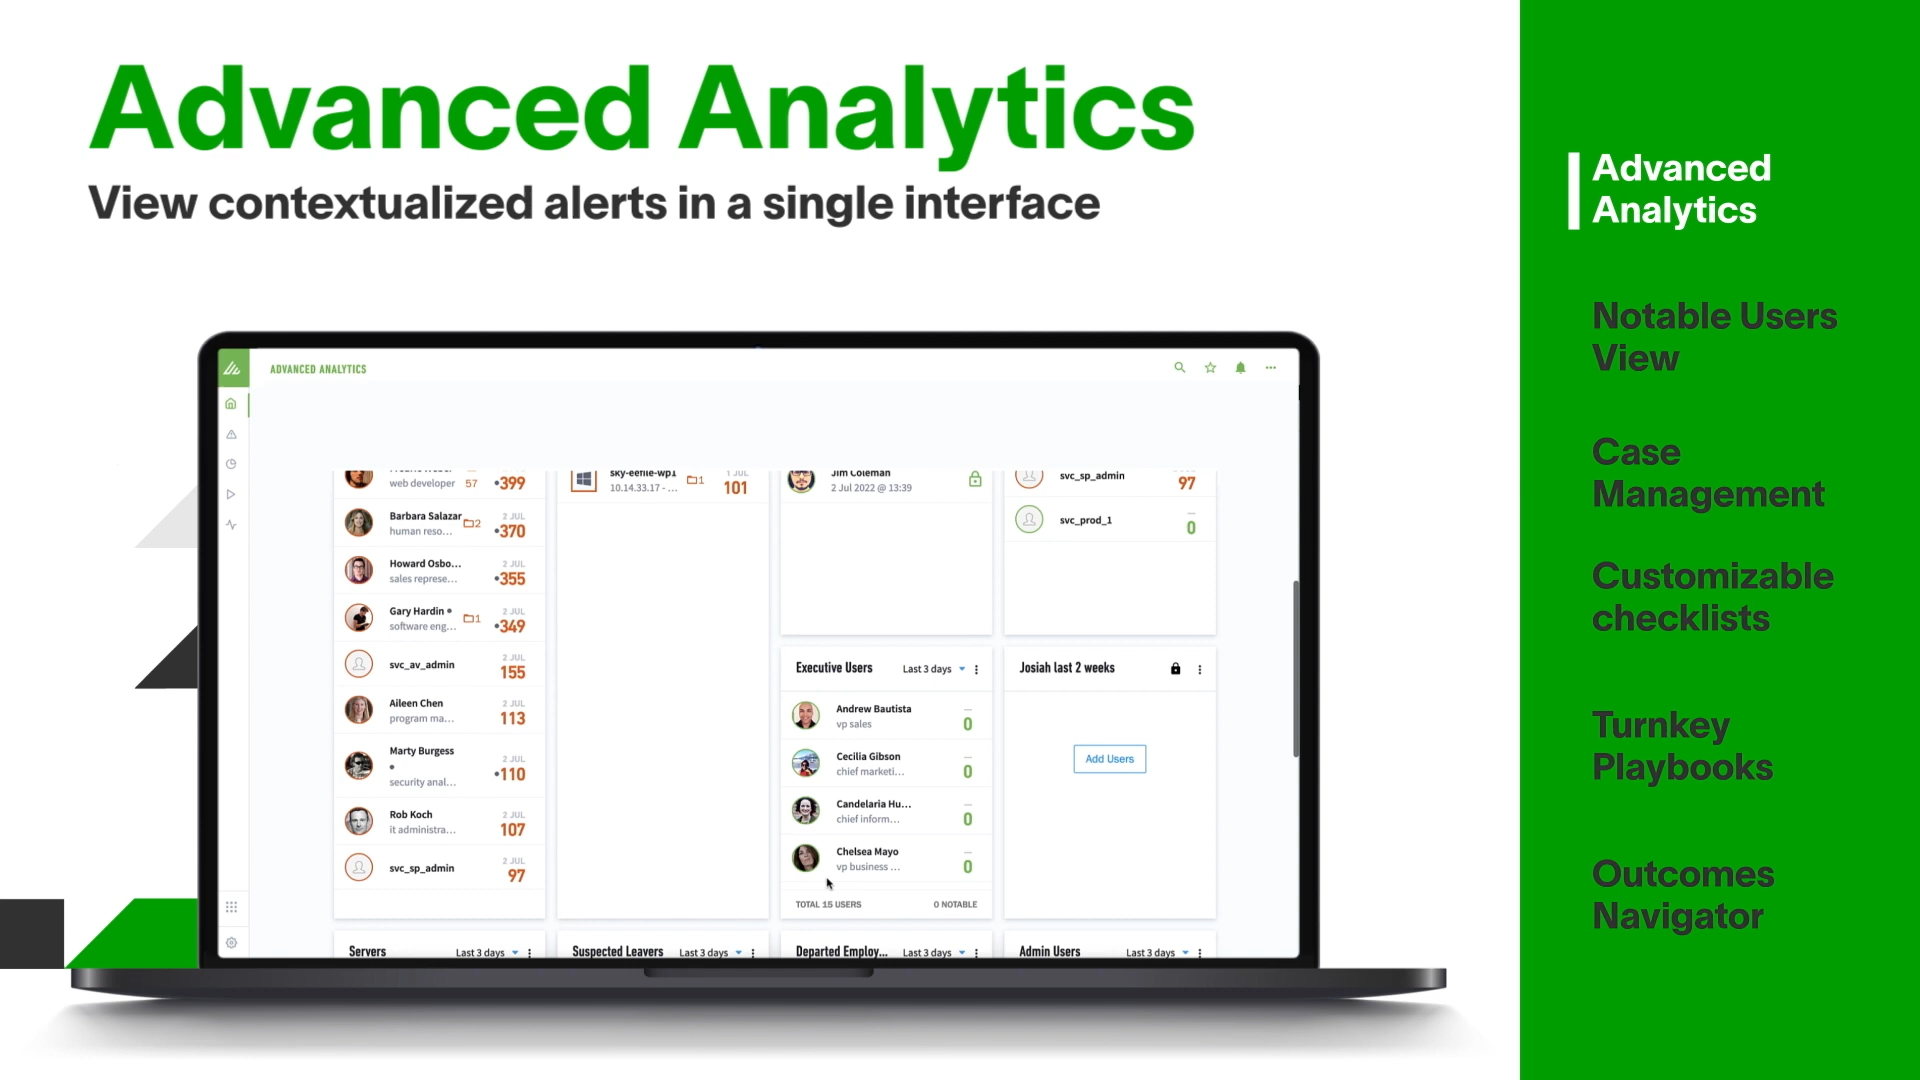 Advanced Analytics
View contextualized alerts in a single interface
ADVANCED ANALYTICS
web developer 57 •399
Barbara Salazar 2 2 JUL
human reso... •370
Howard Osbo... 2 JUL
sales represe... •355
Gary Hardin • 1 2 JUL
software eng... •349
svc_av_admin 2 JUL
155
Aileen Chen 2 JUL
program ma... 113
Marty Burgess 2 JUL
• •110
security anal...
Rob Koch 2 JUL
it administra... 107
svc_sp_admin 2 JUL
97
sky-eefile-wp1 1 1 JUL
10.14.33.17 - ... 101
Jim Coleman
2 Jul 2022 @ 13:39
svc_sp_admin 97
svc_prod_1 –
0
Executive Users Last 3 days
Andrew Bautista –
vp sales 0
Cecilia Gibson –
chief marketi... 0
Candelaria Hu... –
chief inform... 0
Chelsea Mayo –
vp business ... 0
TOTAL 15 USERS 0 NOTABLE
Josiah last 2 weeks
Add Users
Servers Last 3 days
Suspected Leavers Last 3 days
Departed Employ... Last 3 days
Admin Users Last 3 days
Advanced
Analytics
Notable Users
View
Case
Management
Customizable
checklists
Turnkey
Playbooks
Outcomes
Navigator